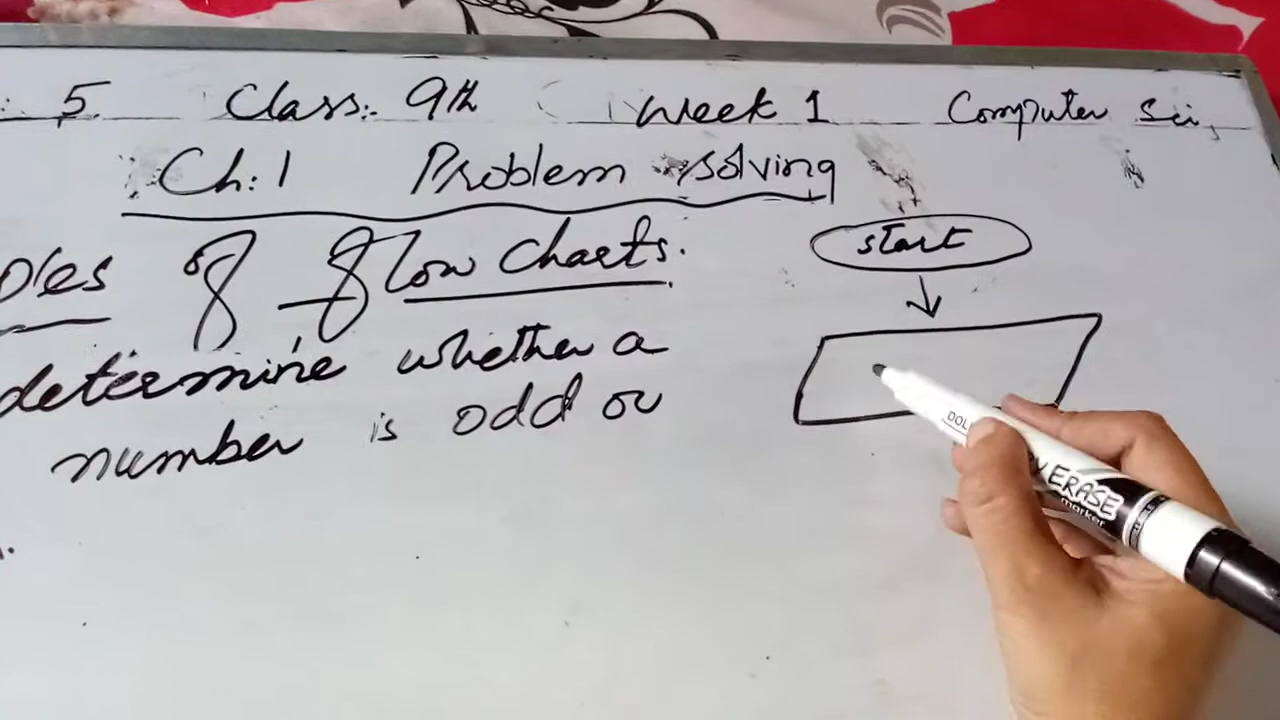 : 5. Class:. 9th Week 1 Computer Sci,
Ch:1 Problem solving
ples of flow Charts.
determine whether a
number is odd or
start
DOLL
ERASE
marker